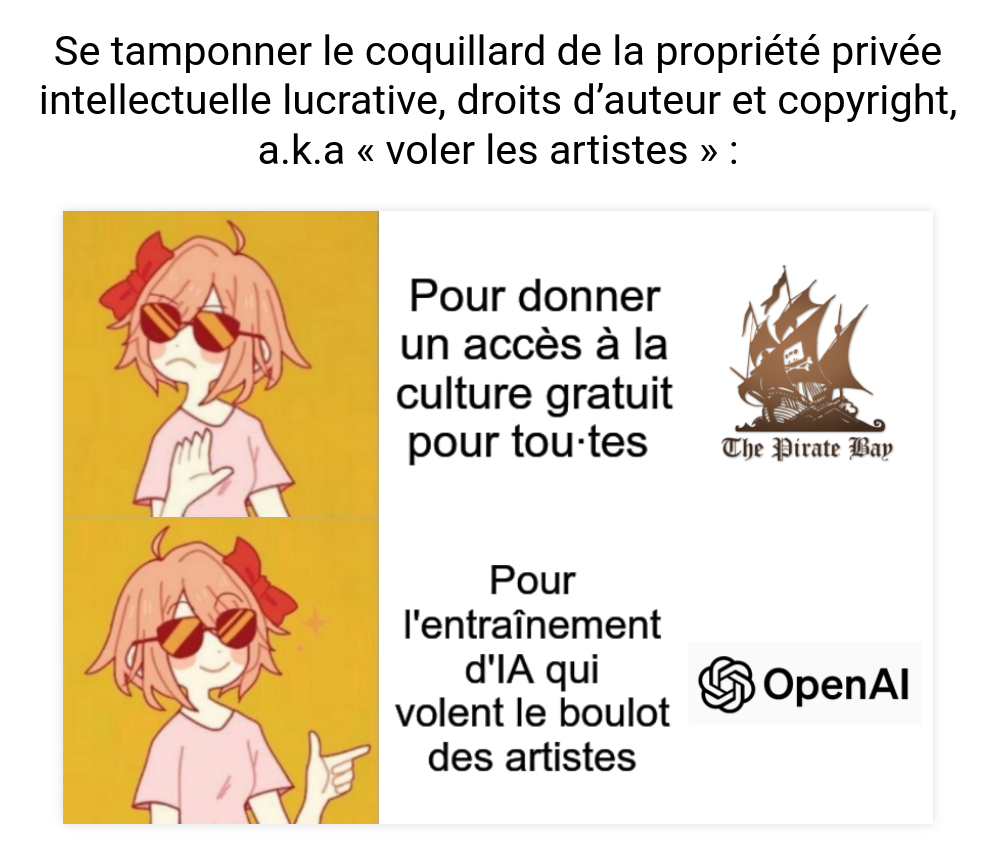 Se tamponner le coquillard de la propriété privée
intellectuelle lucrative, droits d’auteur et copyright,
a.k.a « voler les artistes » :
Pour donner
un accès à la
culture gratuit
pour tou·tes
The Pirate Bay
Pour
l'entraînement
d'IA qui
volent le boulot
des artistes
OpenAI